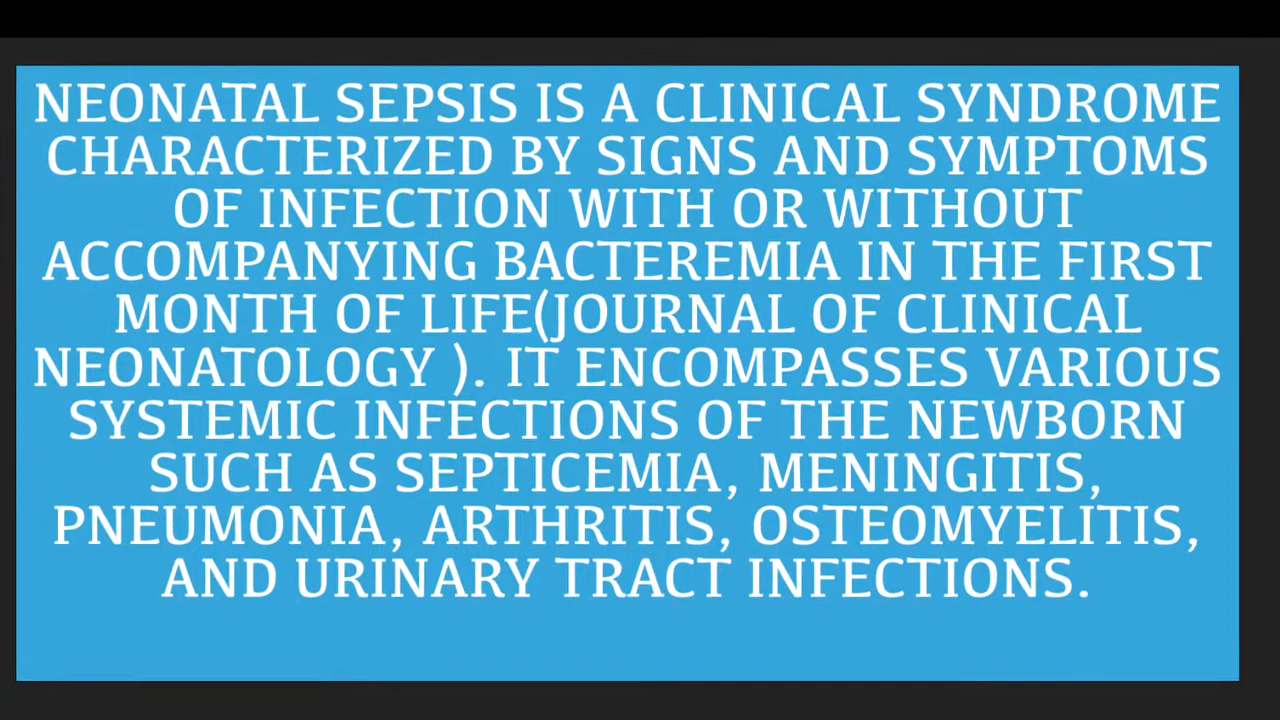 NEONATAL SEPSIS IS A CLINICAL SYNDROME
CHARACTERIZED BY SIGNS AND SYMPTOMS
OF INFECTION WITH OR WITHOUT
ACCOMPANYING BACTEREMIA IN THE FIRST
MONTH OF LIFE(JOURNAL OF CLINICAL
NEONATOLOGY ). IT ENCOMPASSES VARIOUS
SYSTEMIC INFECTIONS OF THE NEWBORN
SUCH AS SEPTICEMIA, MENINGITIS,
PNEUMONIA, ARTHRITIS, OSTEOMYELITIS,
AND URINARY TRACT INFECTIONS.